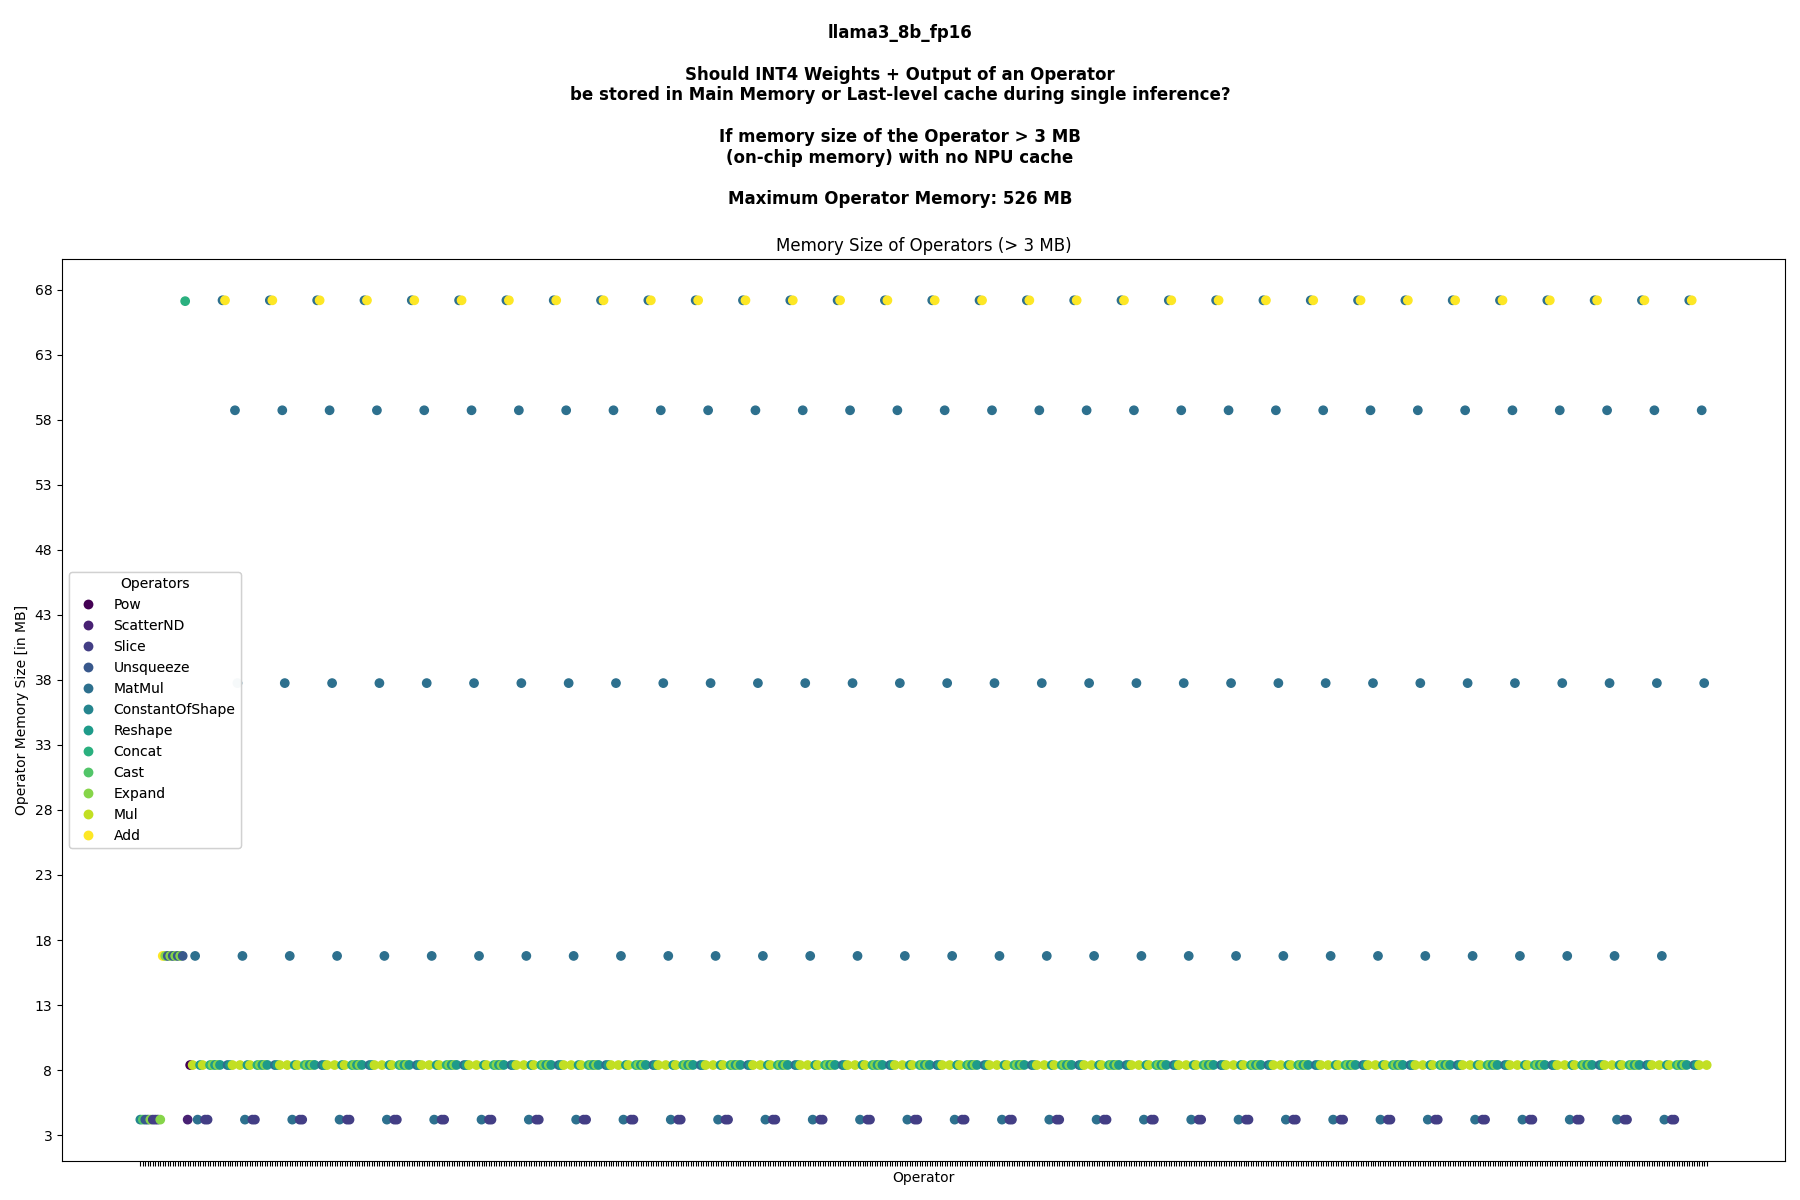 llama3_8b_fp16
Should INT4 Weights + Output of an Operator
be stored in Main Memory or Last-level cache during single inference?
If memory size of the Operator > 3 MB
(on-chip memory) with no NPU cache
Maximum Operator Memory: 526 MB
Memory Size of Operators (> 3 MB)
68
63
58
53
48
43
38
33
28
23
18
13
8
3
Operator Memory Size [in MB]
Operators
Pow
ScatterND
Slice
Unsqueeze
MatMul
ConstantOfShape
Reshape
Concat
Cast
Expand
Mul
Add
Operator